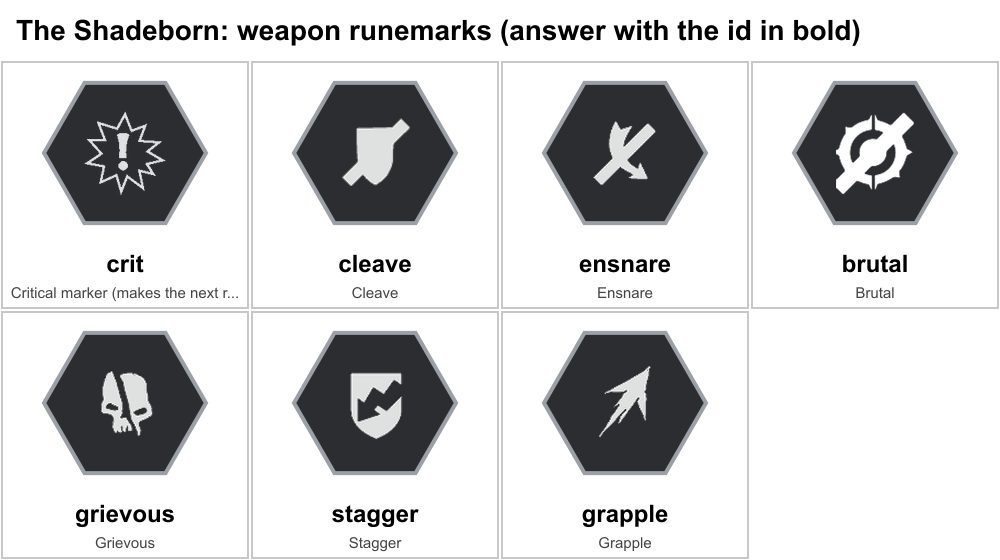 The Shadeborn: weapon runemarks (answer with the id in bold)
crit
Critical marker (makes the next r...
cleave
Cleave
ensnare
Ensnare
brutal
Brutal
grievous
Grievous
stagger
Stagger
grapple
Grapple